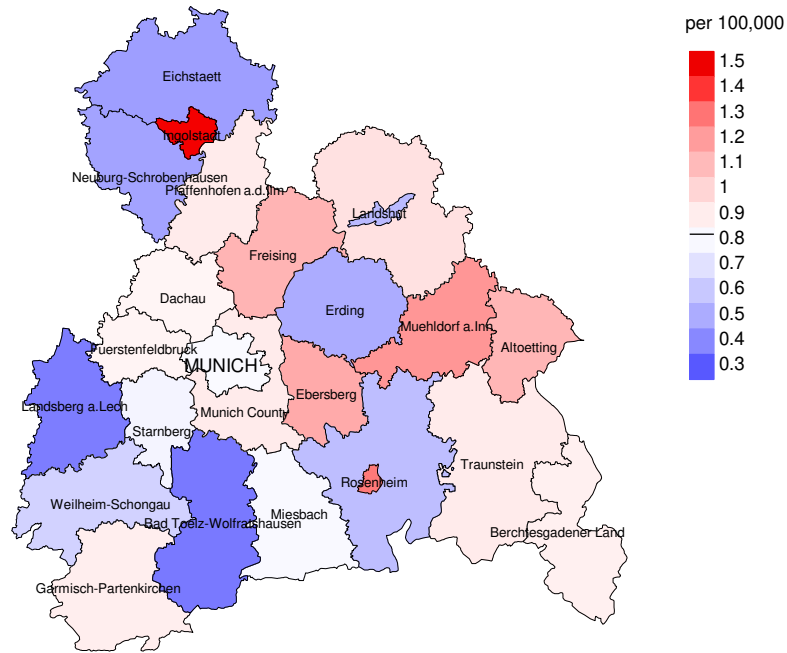 per 100,000
1.5
1.4
1.3
1.2
1.1
1
0.9
0.8
0.7
0.6
0.5
0.4
0.3
Eichstaett
Ingolstadt
Neuburg-Schrobenhausen
Pfaffenhofen a.d.Ilm
Landshut
Freising
Dachau
Erding
Muehldorf a.Inn
Altoetting
Fuerstenfeldbruck
MUNICH
Ebersberg
Landsberg a.Lech
Munich County
Starnberg
Traunstein
Rosenheim
Weilheim-Schongau
Miesbach
Bad Toelz-Wolfratshausen
Berchtesgadener Land
Garmisch-Partenkirchen